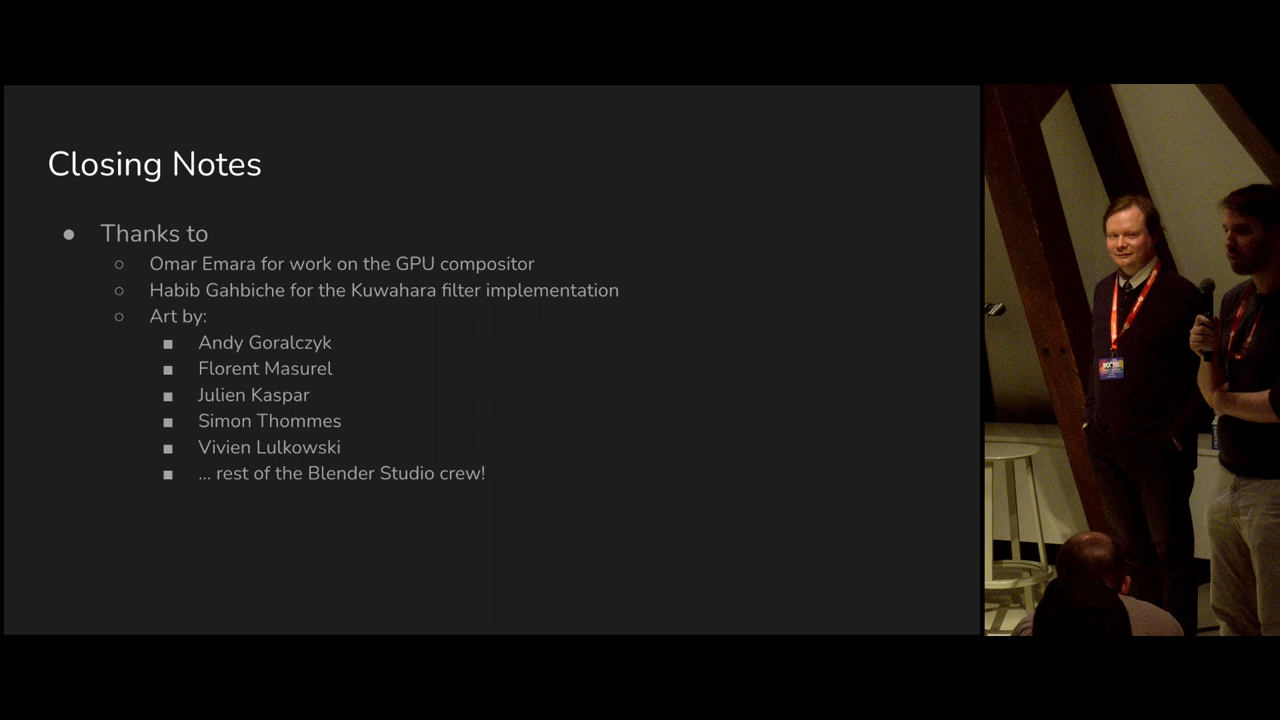 Closing Notes
● Thanks to
○ Omar Emara for work on the GPU compositor
○ Habib Gahbiche for the Kuwahara filter implementation
○ Art by:
■ Andy Goralczyk
■ Florent Masurel
■ Julien Kaspar
■ Simon Thommes
■ Vivien Lulkowski
■ ... rest of the Blender Studio crew!